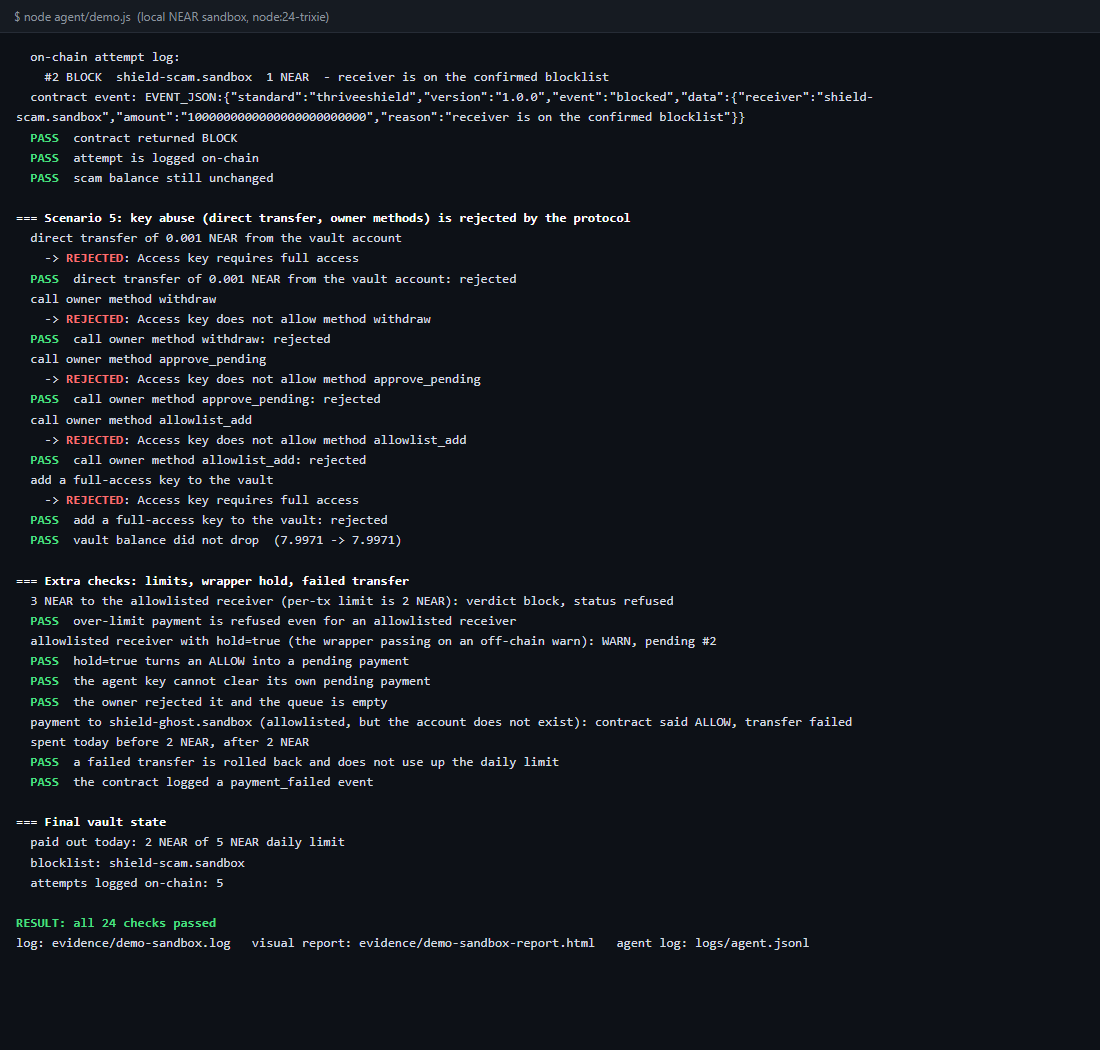 $ node agent/demo.js (local NEAR sandbox, node:24-trixie)
on-chain attempt log:
#2 BLOCK shield-scam.sandbox 1 NEAR - receiver is on the confirmed blocklist
contract event: EVENT_JSON:{"standard":"thriveeshield","version":"1.0.0","event":"blocked","data":{"receiver":"shield-
scam.sandbox","amount":"1000000000000000000000000","reason":"receiver is on the confirmed blocklist"}}
PASS contract returned BLOCK
PASS attempt is logged on-chain
PASS scam balance still unchanged
=== Scenario 5: key abuse (direct transfer, owner methods) is rejected by the protocol
direct transfer of 0.001 NEAR from the vault account
-> REJECTED: Access key requires full access
PASS direct transfer of 0.001 NEAR from the vault account: rejected
call owner method withdraw
-> REJECTED: Access key does not allow method withdraw
PASS call owner method withdraw: rejected
call owner method approve_pending
-> REJECTED: Access key does not allow method approve_pending
PASS call owner method approve_pending: rejected
call owner method allowlist_add
-> REJECTED: Access key does not allow method allowlist_add
PASS call owner method allowlist_add: rejected
add a full-access key to the vault
-> REJECTED: Access key requires full access
PASS add a full-access key to the vault: rejected
PASS vault balance did not drop (7.9971 -> 7.9971)
=== Extra checks: limits, wrapper hold, failed transfer
3 NEAR to the allowlisted receiver (per-tx limit is 2 NEAR): verdict block, status refused
PASS over-limit payment is refused even for an allowlisted receiver
allowlisted receiver with hold=true (the wrapper passing on an off-chain warn): WARN, pending #2
PASS hold=true turns an ALLOW into a pending payment
PASS the agent key cannot clear its own pending payment
PASS the owner rejected it and the queue is empty
payment to shield-ghost.sandbox (allowlisted, but the account does not exist): contract said ALLOW, transfer failed
spent today before 2 NEAR, after 2 NEAR
PASS a failed transfer is rolled back and does not use up the daily limit
PASS the contract logged a payment_failed event
=== Final vault state
paid out today: 2 NEAR of 5 NEAR daily limit
blocklist: shield-scam.sandbox
attempts logged on-chain: 5
RESULT: all 24 checks passed
log: evidence/demo-sandbox.log visual report: evidence/demo-sandbox-report.html agent log: logs/agent.jsonl